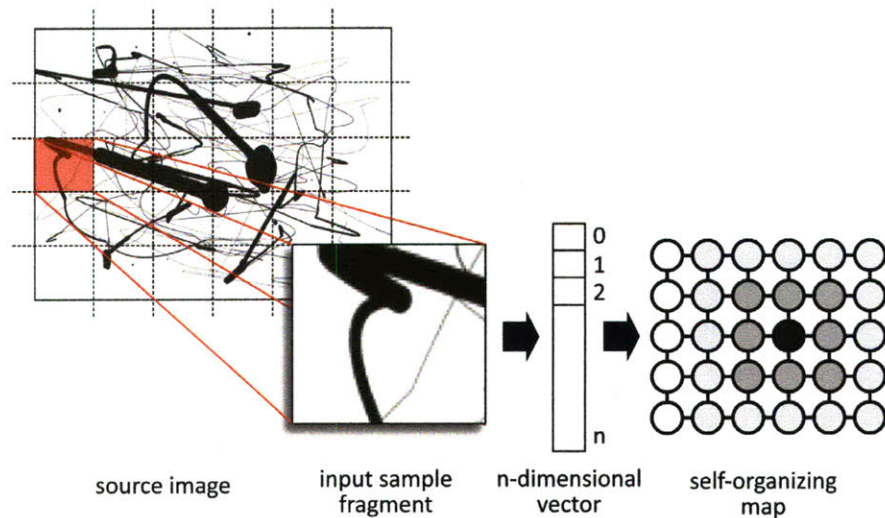 0
1
2
n
source image
input sample
fragment
n-dimensional
vector
self-organizing
map